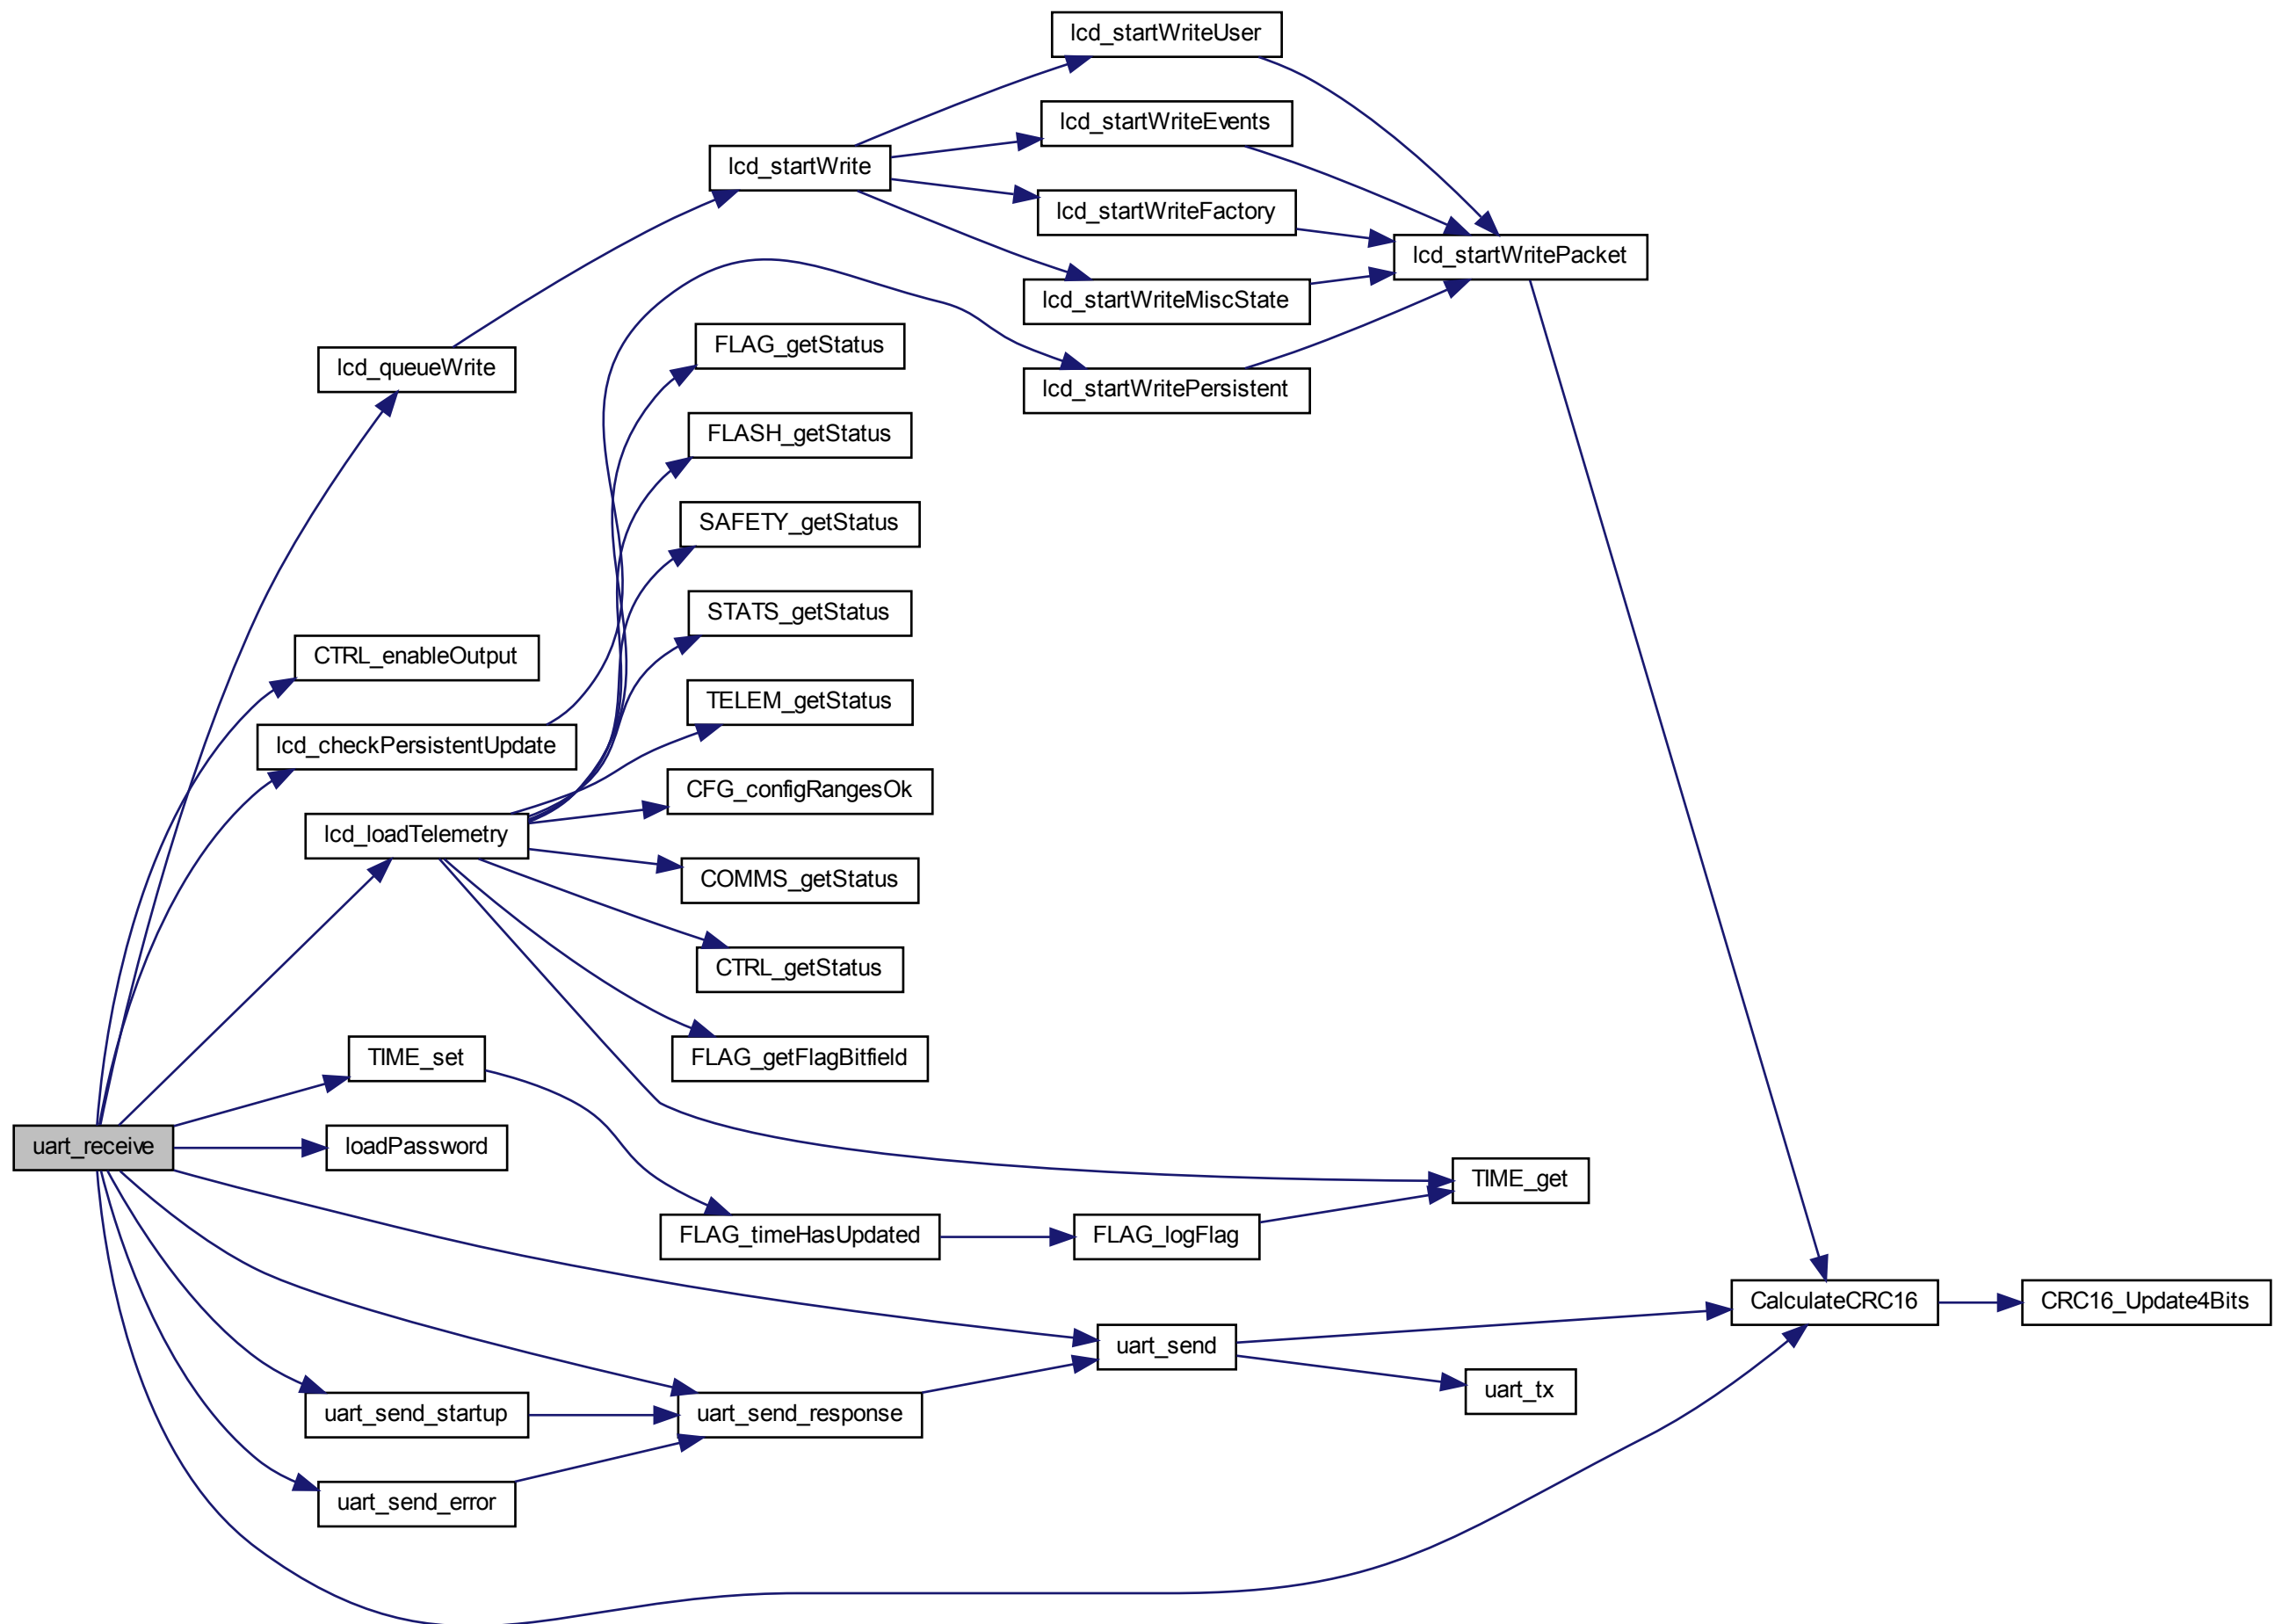 lcd_startWriteUser
lcd_startWriteEvents
lcd_startWrite
lcd_startWriteFactory
lcd_startWritePacket
lcd_startWriteMiscState
FLAG_getStatus
lcd_queueWrite
lcd_startWritePersistent
FLASH_getStatus
SAFETY_getStatus
STATS_getStatus
CTRL_enableOutput
TELEM_getStatus
lcd_checkPersistentUpdate
CFG_configRangesOk
lcd_loadTelemetry
COMMS_getStatus
CTRL_getStatus
TIME_set
FLAG_getFlagBitfield
uart_receive
loadPassword
TIME_get
FLAG_timeHasUpdated
FLAG_logFlag
CalculateCRC16
CRC16_Update4Bits
uart_send
uart_tx
uart_send_startup
uart_send_response
uart_send_error